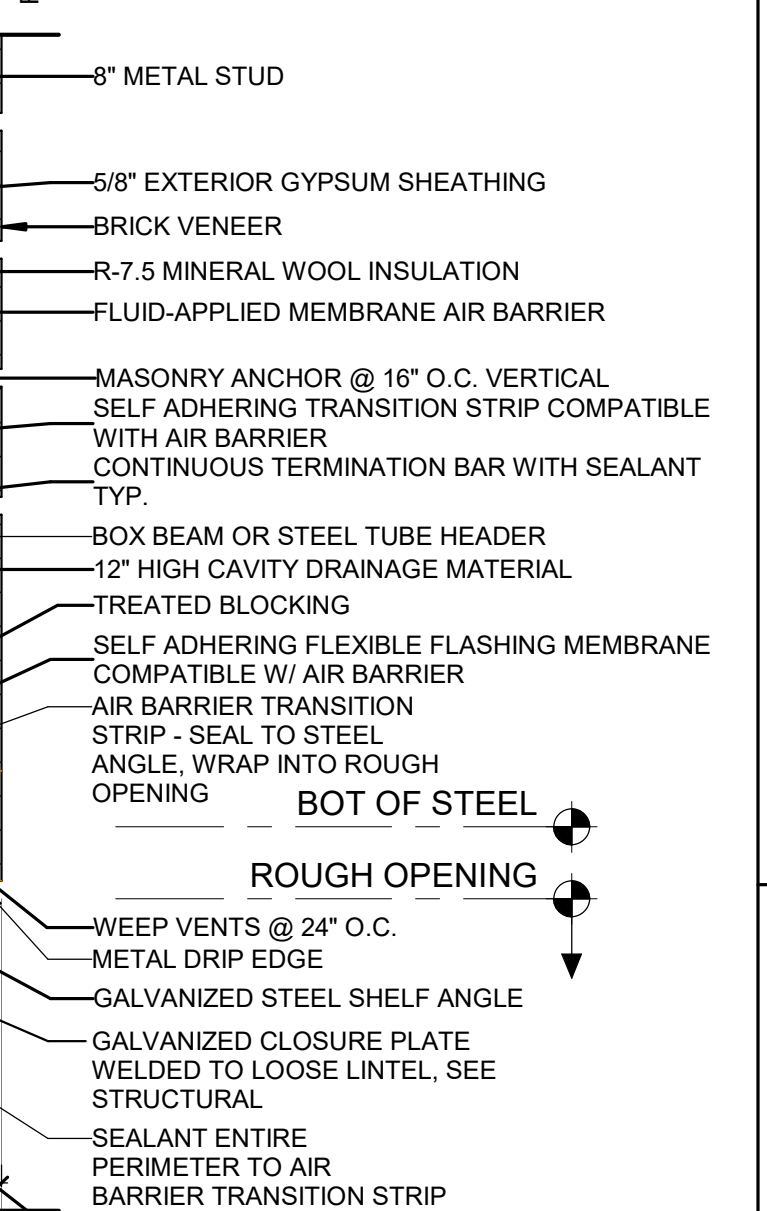 8" METAL STUD
5/8" EXTERIOR GYPSUM SHEATHING
BRICK VENEER
R-7.5 MINERAL WOOL INSULATION
FLUID-APPLIED MEMBRANE AIR BARRIER
MASONRY ANCHOR @ 16" O.C. VERTICAL
SELF ADHERING TRANSITION STRIP COMPATIBLE
WITH AIR BARRIER
CONTINUOUS TERMINATION BAR WITH SEALANT
TYP.
BOX BEAM OR STEEL TUBE HEADER
12" HIGH CAVITY DRAINAGE MATERIAL
TREATED BLOCKING
SELF ADHERING FLEXIBLE FLASHING MEMBRANE
COMPATIBLE W/ AIR BARRIER
AIR BARRIER TRANSITION
STRIP - SEAL TO STEEL
ANGLE, WRAP INTO ROUGH
OPENING
BOT OF STEEL
ROUGH OPENING
WEEP VENTS @ 24" O.C.
METAL DRIP EDGE
GALVANIZED STEEL SHELF ANGLE
GALVANIZED CLOSURE PLATE
WELDED TO LOOSE LINTEL, SEE
STRUCTURAL
SEALANT ENTIRE
PERIMETER TO AIR
BARRIER TRANSITION STRIP